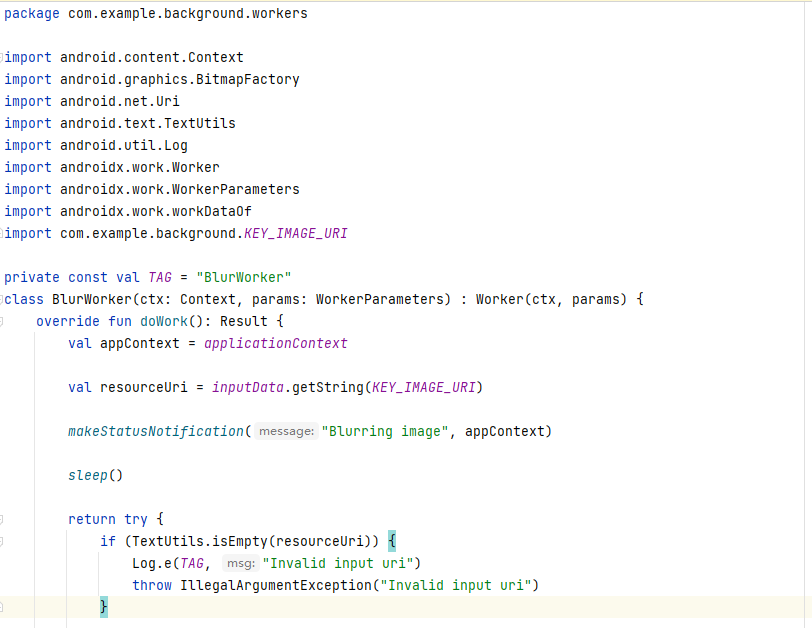 package com.example.background.workers
import android.content.Context
import android.graphics.BitmapFactory
import android.net.Uri
import android.text.TextUtils
import android.util.Log
import androidx.work.Worker
import androidx.work.WorkerParameters
import androidx.work.workDataOf
import com.example.background.KEY_IMAGE_URI
private const val TAG = "BlurWorker"
class BlurWorker(ctx: Context, params: WorkerParameters) : Worker(ctx, params) {
override fun doWork(): Result {
val appContext = applicationContext
val resourceUri = inputData.getString(KEY_IMAGE_URI)
makeStatusNotification( message: "Blurring image", appContext)
sleep()
return try {
if (TextUtils.isEmpty(resourceUri)) {
Log.e(TAG, msg: "Invalid input uri")
throw IllegalArgumentException("Invalid input uri")
}